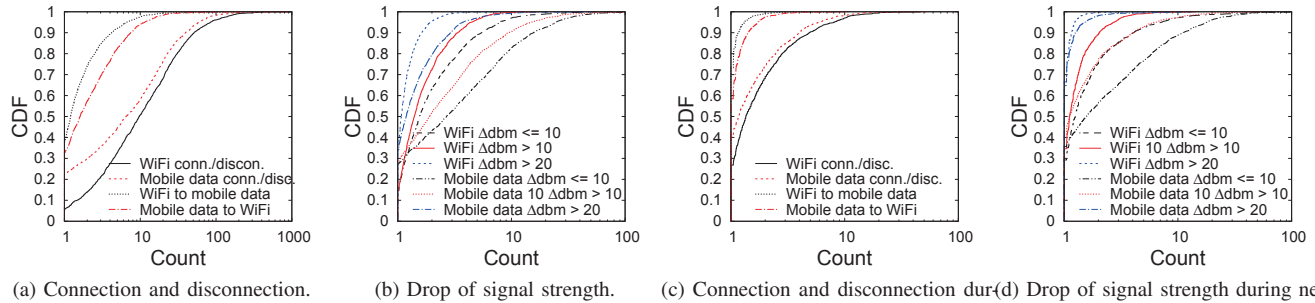 1
0.9
0.8
0.7
0.6
0.5
0.4
0.3
0.2
0.1
0
CDF
WiFi conn./discon.
Mobile data conn./disc.
WiFi to mobile data
Mobile data to WiFi
1 10 100 1000
Count
(a) Connection and disconnection.
1
0.9
0.8
0.7
0.6
0.5
0.4
0.3
0.2
0.1
0
CDF
WiFi Δdbm <= 10
WiFi Δdbm > 10
WiFi Δdbm > 20
Mobile data Δdbm <= 10
Mobile data 10 Δdbm > 10
Mobile data Δdbm > 20
1 10 100
Count
(b) Drop of signal strength.
1
0.9
0.8
0.7
0.6
0.5
0.4
0.3
0.2
0.1
0
CDF
WiFi conn./disc.
Mobile data conn./disc.
WiFi to mobile data
Mobile data to WiFi
1 10 100
Count
(c) Connection and disconnection dur-
1
0.9
0.8
0.7
0.6
0.5
0.4
0.3
0.2
0.1
0
CDF
WiFi Δdbm <= 10
WiFi 10 Δdbm > 10
WiFi Δdbm > 20
Mobile data Δdbm <= 10
Mobile data 10 Δdbm > 10
Mobile data Δdbm > 20
1 10 100
Count
(d) Drop of signal strength during